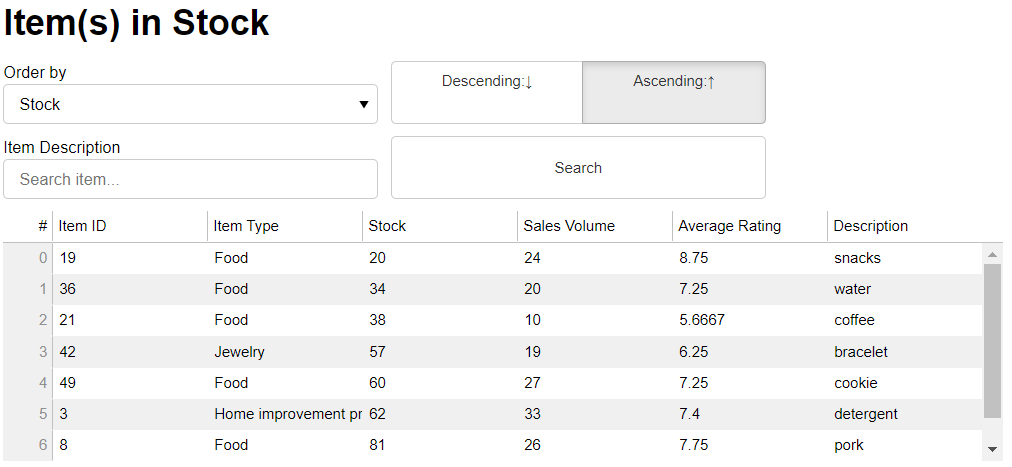 Item(s) in Stock
Order by
Stock
Descending:↓ Ascending:↑
Item Description
Search item...
Search
# Item ID Item Type Stock Sales Volume Average Rating Description
0 19 Food 20 24 8.75 snacks
1 36 Food 34 20 7.25 water
2 21 Food 38 10 5.6667 coffee
3 42 Jewelry 57 19 6.25 bracelet
4 49 Food 60 27 7.25 cookie
5 3 Home improvement pr 62 33 7.4 detergent
6 8 Food 81 26 7.75 pork